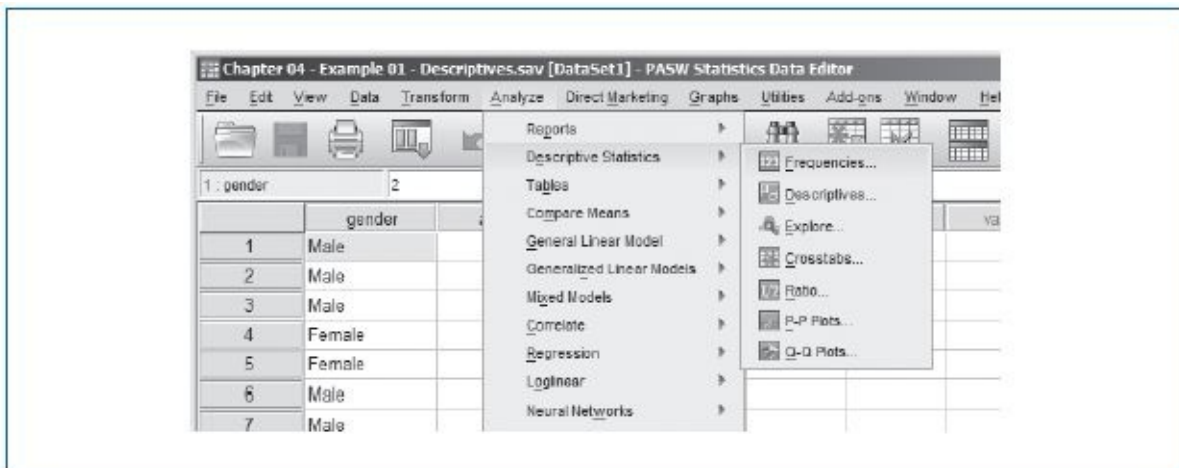 Chapter 04 - Example 01 - Descriptives.sav [DataSet1] - PASW Statistics Data Editor
File Edit View Data Transform Analyze Direct Marketing Graphs Utilities Add-ons Window Hel
Reports
Descriptive Statistics
Tables
Compare Means
General Linear Model
Generalized Linear Models
Mixed Models
Correlate
Regression
Loglinear
Neural Networks
Frequencies...
Descriptives...
Explore...
Crosstabs...
Ratio...
P-P Plots...
Q-Q Plots...
1 : gender 2
gender va
1 Male
2 Male
3 Male
4 Female
5 Female
6 Male
7 Male